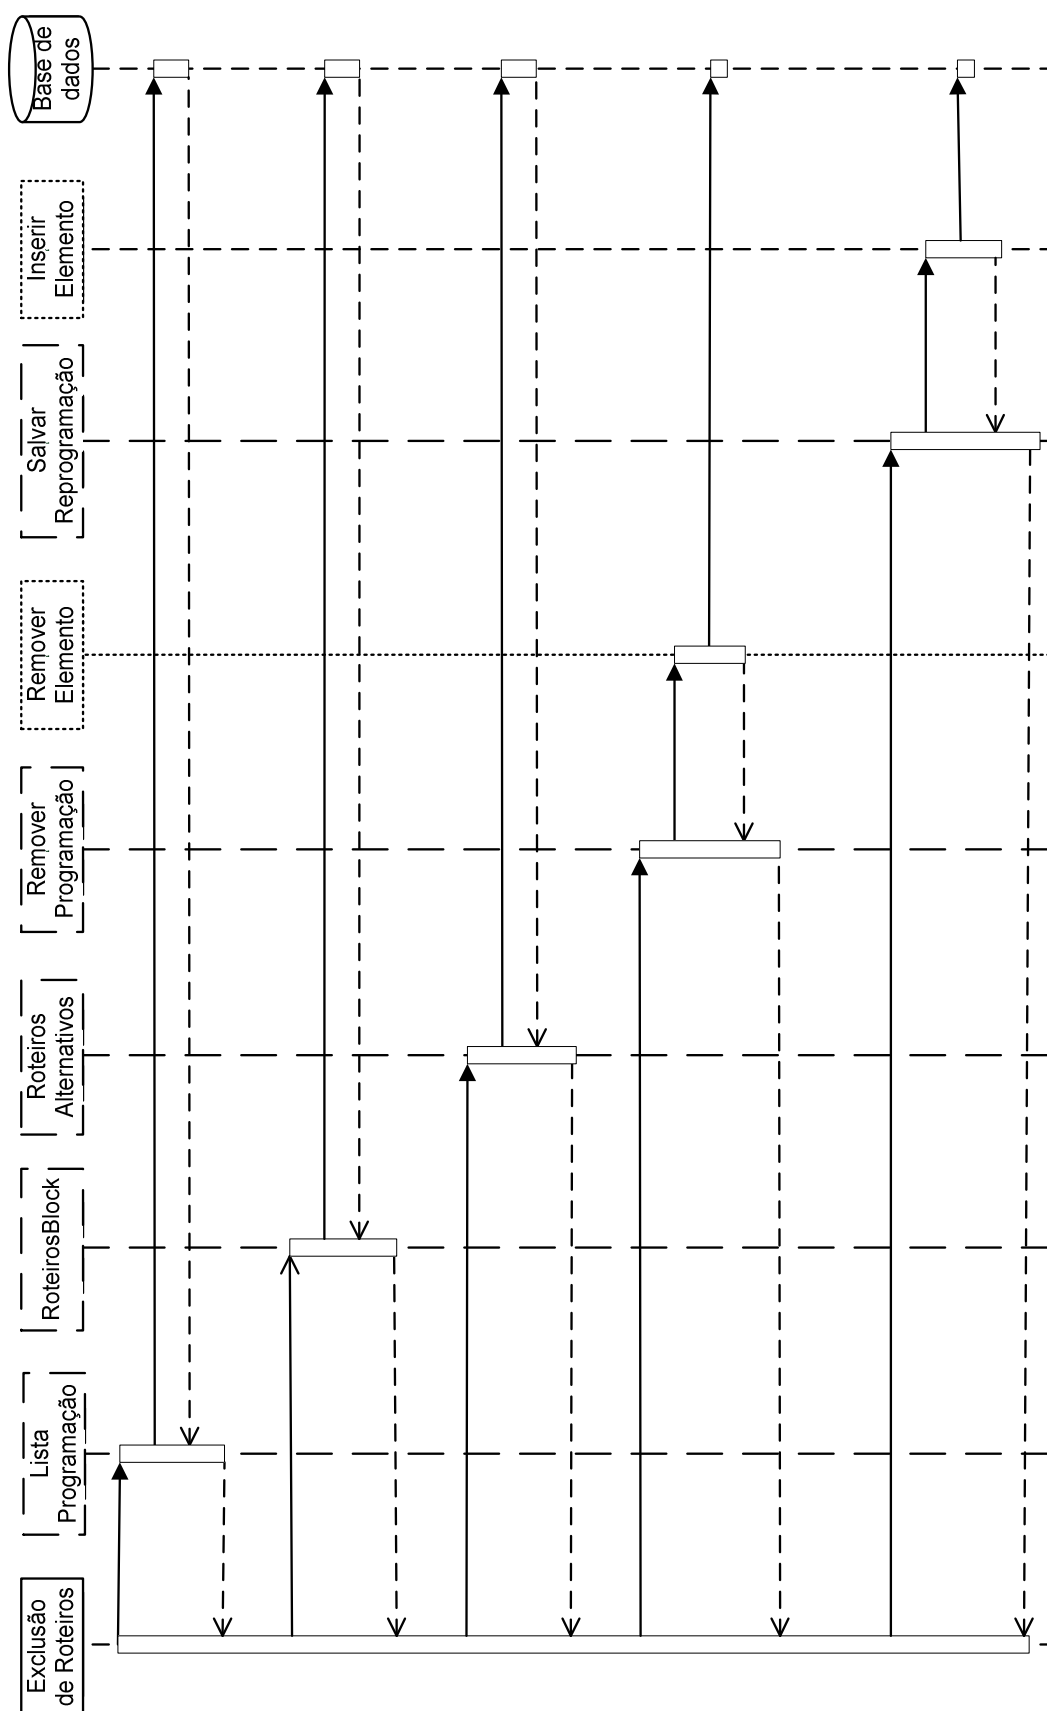 Base de
dados
Inserir
Elemento
Salvar
Reprogramação
Remover
Elemento
Remover
Programação
Roteiros
Alternativos
RoteirosBlock
Lista
Programação
Exclusão
de Roteiros